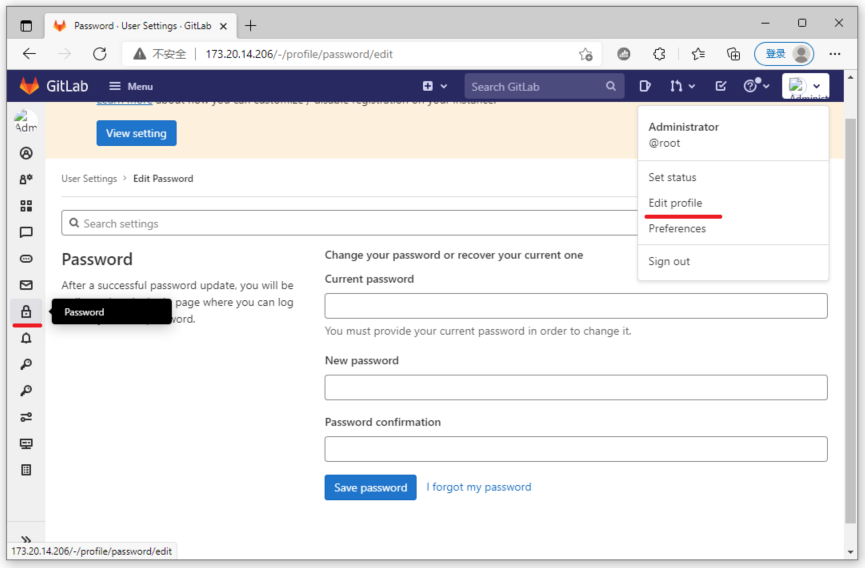 Password · User Settings · GitLab
不安全 173.20.14.206/-/profile/password/edit 登录
GitLab Menu Search GitLab
Learn more about how you can customize / disable registration on your instance.
View setting
Administrator
@root
Set status
Edit profile
Preferences
Sign out
User Settings > Edit Password
Search settings
Password
After a successful password update, you will be
page where you can log
Password
Change your password or recover your current one
Current password
You must provide your current password in order to change it.
New password
Password confirmation
Save password I forgot my password
173.20.14.206/-/profile/password/edit